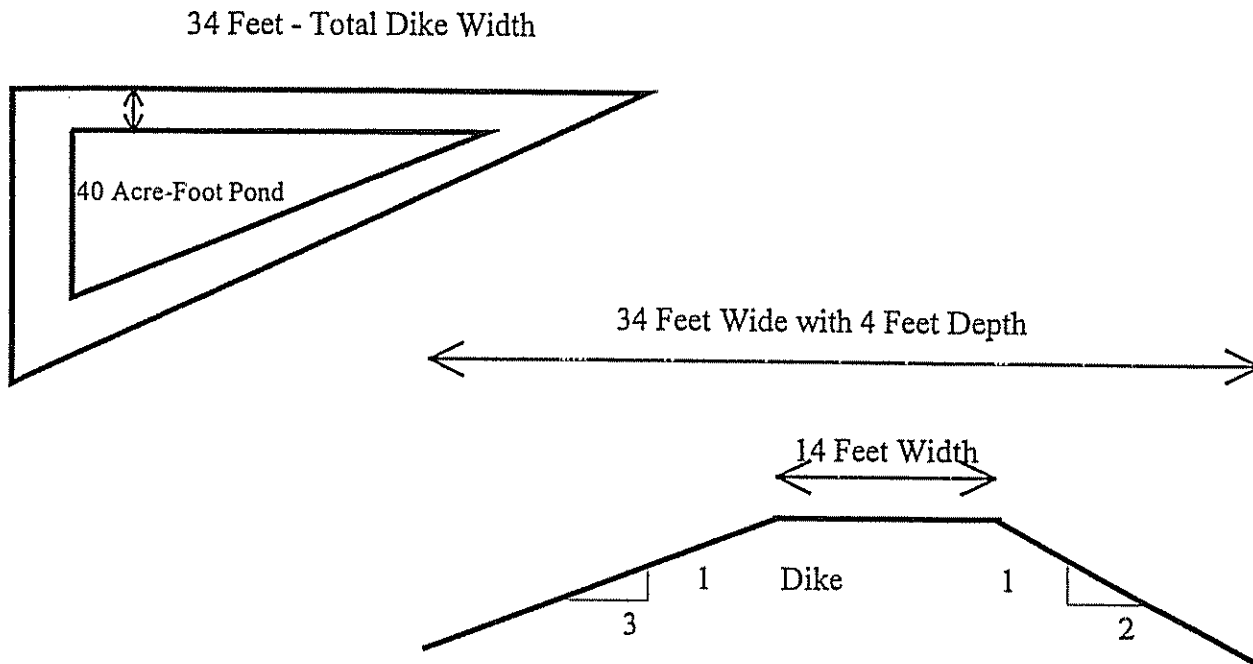 34 Feet - Total Dike Width
40 Acre-Foot Pond
34 Feet Wide with 4 Feet Depth
14 Feet Width
1 Dike 1
3 2